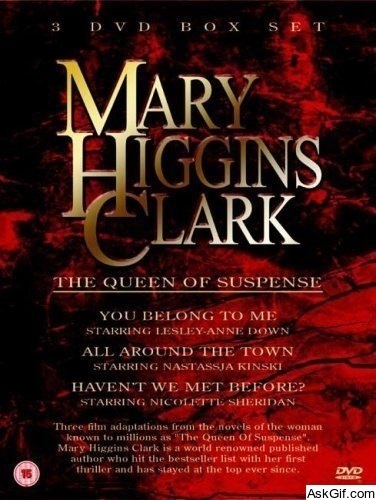 3 DVD BOX SET
MARY
HIGGINS
CLARK
THE QUEEN OF SUSPENSE
YOU BELONG TO ME
STARRING LESLEY-ANNE DOWN
ALL AROUND THE TOWN
STARRING NASTASSJA KINSKI
HAVEN'T WE MET BEFORE?
STARRING NICOLETTE SHERIDAN
Three film adaptations from the novels of the woman
known to millions as "The Queen Of Suspense".
Mary Higgins Clark is a world renowned published
author who hit the bestseller list with her first
thriller and has stayed at the top ever since.
15
DVD
VIDEO
AskGif.com